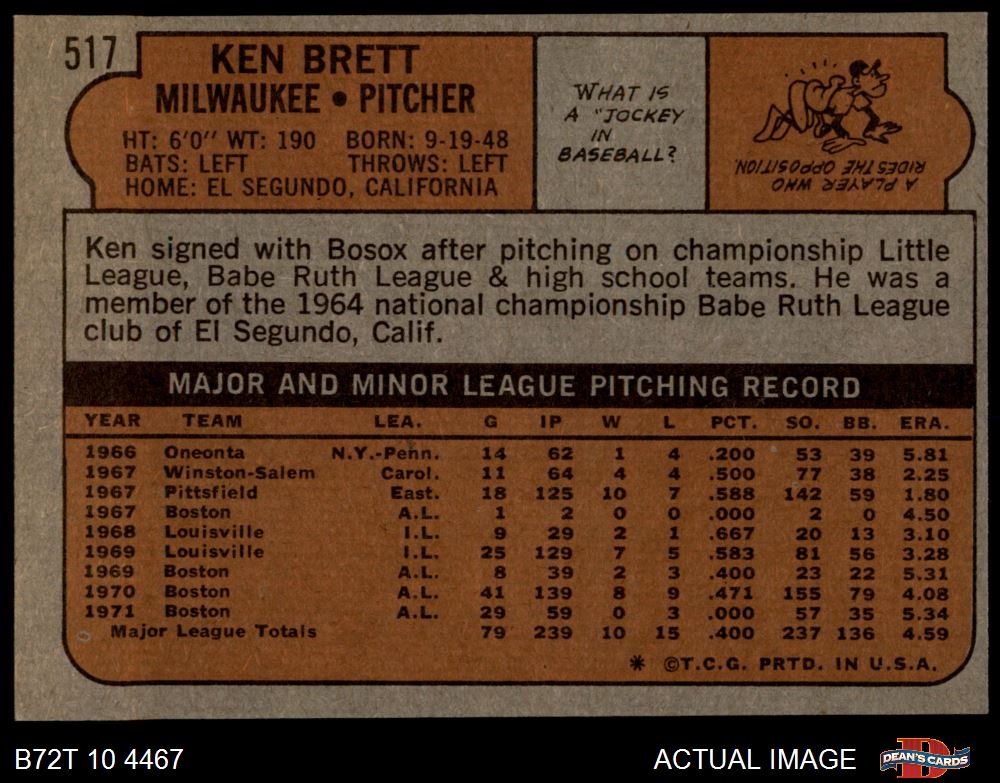 517
KEN BRETT
MILWAUKEE • PITCHER
HT: 6'0" WT: 190 BORN: 9-19-48
BATS: LEFT THROWS: LEFT
HOME: EL SEGUNDO, CALIFORNIA
WHAT IS
A "JOCKEY
IN
BASEBALL?
A PLAYER WHO
RIDES THE OPPOSITION.
Ken signed with Bosox after pitching on championship Little
League, Babe Ruth League & high school teams. He was a
member of the 1964 national championship Babe Ruth League
club of El Segundo, Calif.
MAJOR AND MINOR LEAGUE PITCHING RECORD
YEAR TEAM LEA. G IP W L PCT. SO. BB. ERA.
1966 Oneonta N.Y.-Penn. 14 62 1 4 .200 53 39 5.81
1967 Winston-Salem Carol. 11 64 4 4 .500 77 38 2.25
1967 Pittsfield East. 18 125 10 7 .588 142 59 1.80
1967 Boston A.L. 1 2 0 0 .000 2 0 4.50
1968 Louisville I.L. 9 29 2 1 .667 20 13 3.10
1969 Louisville I.L. 25 129 7 5 .583 81 56 3.28
1969 Boston A.L. 8 39 2 3 .400 23 22 5.31
1970 Boston A.L. 41 139 8 9 .471 155 79 4.08
1971 Boston A.L. 29 59 0 3 .000 57 35 5.34
Major League Totals 79 239 10 15 .400 237 136 4.59
* ©T.C.G. PRTD. IN U.S.A.
B72T 10 4467
ACTUAL IMAGE
DEAN'S CARDS